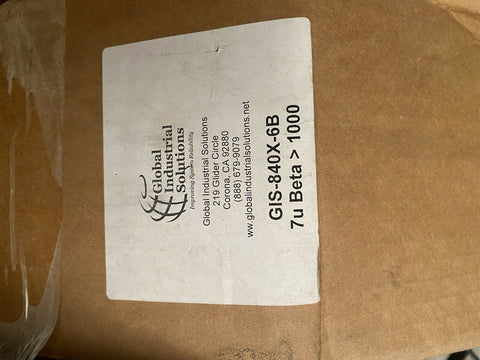 Global
Industrial
Solutions
Improving System Reliability
Global Industrial Solutions
219 Glider Circle
Corona, CA 92880
(888) 679-9079
ww.globalindustrialsolutions.net
GIS-840X-6B
7u Beta > 1000